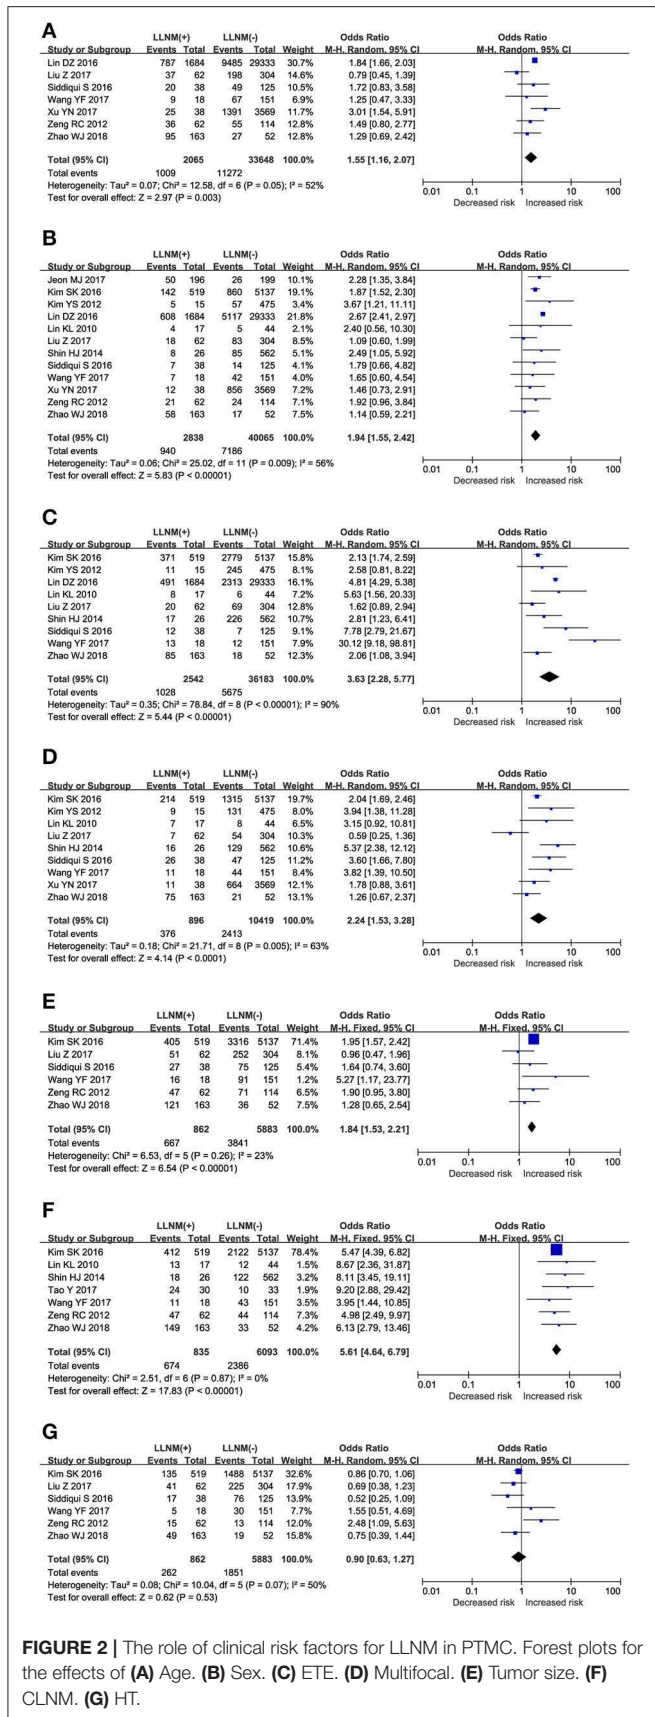 A
LLNM(+) LLNM(-) Odds Ratio Odds Ratio
Study or Subgroup Events Total Events Total Weight M-H, Random, 95% CI M-H, Random, 95% CI
Lin DZ 2016 787 1684 9485 29333 30.7% 1.84 [1.66, 2.03]
Liu Z 2017 37 62 198 304 14.6% 0.79 [0.45, 1.39]
Siddiqui S 2016 20 38 49 125 10.4% 1.72 [0.83, 3.58]
Wang YF 2017 9 18 67 151 6.7% 1.25 [0.47, 3.33]
Xu YN 2017 25 38 1391 3569 11.3% 3.01 [1.54, 5.91]
Zeng RC 2012 36 62 55 114 12.9% 1.49 [0.80, 2.77]
Zhao WJ 2018 95 163 27 52 12.8% 1.29 [0.69, 2.42]
Total (95% CI) 2065 33648 100.0% 1.55 [1.16, 2.07]
Total events 1009 11272
Heterogeneity: Tau² = 0.07; Chi² = 12.58, df = 6 (P = 0.05); I² = 52%
Test for overall effect: Z = 2.97 (P = 0.003)
0.01 0.1 1 10 100
Decreased risk Increased risk
B
LLNM(+) LLNM(-) Odds Ratio Odds Ratio
Study or Subgroup Events Total Events Total Weight M-H, Random, 95% CI M-H, Random, 95% CI
Jeon MJ 2017 50 196 26 199 10.1% 2.28 [1.35, 3.84]
Kim SK 2016 142 519 860 5137 19.1% 1.87 [1.52, 2.30]
Kim YS 2012 5 15 57 475 3.4% 3.67 [1.21, 11.11]
Lin DZ 2016 608 1684 5117 29333 21.8% 2.67 [2.41, 2.97]
Lin KL 2010 4 17 5 44 2.1% 2.40 [0.56, 10.30]
Liu Z 2017 18 62 83 304 8.5% 1.09 [0.60, 1.99]
Shin HJ 2014 8 26 85 562 5.2% 2.49 [1.05, 5.92]
Siddiqui S 2016 7 38 14 125 4.2% 1.79 [0.66, 4.82]
Wang YF 2017 7 18 42 151 4.0% 1.65 [0.60, 4.54]
Xu YN 2017 12 38 856 3569 7.2% 1.46 [0.73, 2.91]
Zeng RC 2012 21 62 24 114 7.1% 1.92 [0.96, 3.84]
Zhao WJ 2018 58 163 17 52 7.5% 1.14 [0.59, 2.21]
Total (95% CI) 2838 40065 100.0% 1.94 [1.55, 2.42]
Total events 940 7186
Heterogeneity: Tau² = 0.06; Chi² = 25.02, df = 11 (P = 0.009); I² = 56%
Test for overall effect: Z = 5.83 (P < 0.00001)
0.01 0.1 1 10 100
Decreased risk Increased risk
C
LLNM(+) LLNM(-) Odds Ratio Odds Ratio
Study or Subgroup Events Total Events Total Weight M-H, Random, 95% CI M-H, Random, 95% CI
Kim SK 2016 371 519 2779 5137 15.8% 2.13 [1.74, 2.59]
Kim YS 2012 11 15 245 475 8.1% 2.58 [0.81, 8.22]
Lin DZ 2016 491 1684 2313 29333 16.1% 4.81 [4.29, 5.38]
Lin KL 2010 8 17 6 44 7.2% 5.63 [1.56, 20.33]
Liu Z 2017 20 62 69 304 12.7% 1.62 [0.89, 2.94]
Shin HJ 2014 17 26 226 562 10.8% 2.81 [1.23, 6.41]
Siddiqui S 2016 12 38 7 125 9.1% 7.78 [2.79, 21.67]
Wang YF 2017 13 18 12 151 7.9% 30.12 [9.18, 98.81]
Zhao WJ 2018 85 163 18 52 12.3% 2.06 [1.08, 3.94]
Total (95% CI) 2542 36183 100.0% 3.63 [2.28, 5.77]
Total events 1028 5675
Heterogeneity: Tau² = 0.35; Chi² = 78.84, df = 8 (P < 0.00001); I² = 90%
Test for overall effect: Z = 5.44 (P < 0.00001)
0.01 0.1 1 10 100
Decreased risk Increased risk
D
LLNM(+) LLNM(-) Odds Ratio Odds Ratio
Study or Subgroup Events Total Events Total Weight M-H, Random, 95% CI M-H, Random, 95% CI
Kim SK 2016 214 519 1315 5137 19.7% 2.04 [1.69, 2.46]
Kim YS 2012 9 15 131 475 8.0% 3.94 [1.38, 11.28]
Lin KL 2010 7 17 8 44 6.5% 3.15 [0.92, 10.81]
Liu Z 2017 7 62 54 304 10.3% 0.59 [0.25, 1.36]
Shin HJ 2014 16 26 129 562 10.6% 5.37 [2.38, 12.12]
Siddiqui S 2016 26 38 47 125 11.2% 3.60 [1.66, 7.80]
Wang YF 2017 11 18 44 151 8.4% 3.82 [1.39, 10.50]
Xu YN 2017 11 38 664 3569 12.1% 1.78 [0.88, 3.61]
Zhao WJ 2018 75 163 21 52 13.3% 1.26 [0.67, 2.37]
Total (95% CI) 896 10419 100.0% 2.24 [1.53, 3.28]
Total events 376 2413
Heterogeneity: Tau² = 0.18; Chi² = 21.71, df = 8 (P = 0.005); I² = 63%
Test for overall effect: Z = 4.14 (P < 0.0001)
0.01 0.1 1 10 100
Decreased risk Increased risk
E
LLNM(+) LLNM(-) Odds Ratio Odds Ratio
Study or Subgroup Events Total Events Total Weight M-H, Fixed, 95% CI M-H, Fixed, 95% CI
Kim SK 2016 405 519 3316 5137 71.4% 1.95 [1.57, 2.42]
Liu Z 2017 51 62 252 304 8.1% 0.96 [0.47, 1.96]
Siddiqui S 2016 27 38 75 125 5.4% 1.64 [0.74, 3.60]
Wang YF 2017 16 18 91 151 1.2% 5.27 [1.17, 23.77]
Zeng RC 2012 47 62 71 114 6.5% 1.90 [0.95, 3.80]
Zhao WJ 2018 121 163 36 52 7.5% 1.28 [0.65, 2.54]
Total (95% CI) 862 5883 100.0% 1.84 [1.53, 2.21]
Total events 667 3841
Heterogeneity: Chi² = 6.53, df = 5 (P = 0.26); I² = 23%
Test for overall effect: Z = 6.54 (P < 0.00001)
0.01 0.1 1 10 100
Decreased risk Increased risk
F
LLNM(+) LLNM(-) Odds Ratio Odds Ratio
Study or Subgroup Events Total Events Total Weight M-H, Fixed, 95% CI M-H, Fixed, 95% CI
Kim SK 2016 412 519 2122 5137 78.4% 5.47 [4.39, 6.82]
Lin KL 2010 13 17 12 44 1.5% 8.67 [2.36, 31.87]
Shin HJ 2014 18 26 122 562 3.0% 8.11 [3.45, 19.11]
Tao Y 2017 24 30 10 33 2.0% 9.20 [2.88, 29.42]
Wang YF 2017 11 18 43 151 3.9% 3.95 [1.44, 10.85]
Zeng RC 2012 47 62 44 114 7.0% 4.98 [2.49, 9.97]
Zhao WJ 2018 149 163 33 52 4.2% 6.13 [2.79, 13.46]
Total (95% CI) 835 6093 100.0% 5.61 [4.64, 6.79]
Total events 674 2386
Heterogeneity: Chi² = 2.51, df = 6 (P = 0.87); I² = 0%
Test for overall effect: Z = 17.83 (P < 0.00001)
0.01 0.1 1 10 100
Decreased risk Increased risk
G
LLNM(+) LLNM(-) Odds Ratio Odds Ratio
Study or Subgroup Events Total Events Total Weight M-H, Random, 95% CI M-H, Random, 95% CI
Kim SK 2016 135 519 1488 5137 32.6% 0.86 [0.70, 1.06]
Liu Z 2017 41 62 225 304 17.9% 0.69 [0.38, 1.23]
Siddiqui S 2016 17 38 76 125 13.9% 0.52 [0.25, 1.09]
Wang YF 2017 5 18 30 151 7.7% 1.55 [0.51, 4.69]
Zeng RC 2012 15 62 13 114 12.0% 2.48 [1.09, 5.63]
Zhao WJ 2018 49 163 19 52 15.8% 0.75 [0.39, 1.44]
Total (95% CI) 862 5883 100.0% 0.90 [0.63, 1.27]
Total events 262 1851
Heterogeneity: Tau² = 0.08; Chi² = 10.04, df = 5 (P = 0.07); I² = 50%
Test for overall effect: Z = 0.62 (P = 0.53)
0.01 0.1 1 10 100
Decreased risk Increased risk
FIGURE 2 | The role of clinical risk factors for LLNM in PTMC. Forest plots for
the effects of (A) Age. (B) Sex. (C) ETE. (D) Multifocal. (E) Tumor size. (F)
CLNM. (G) HT.